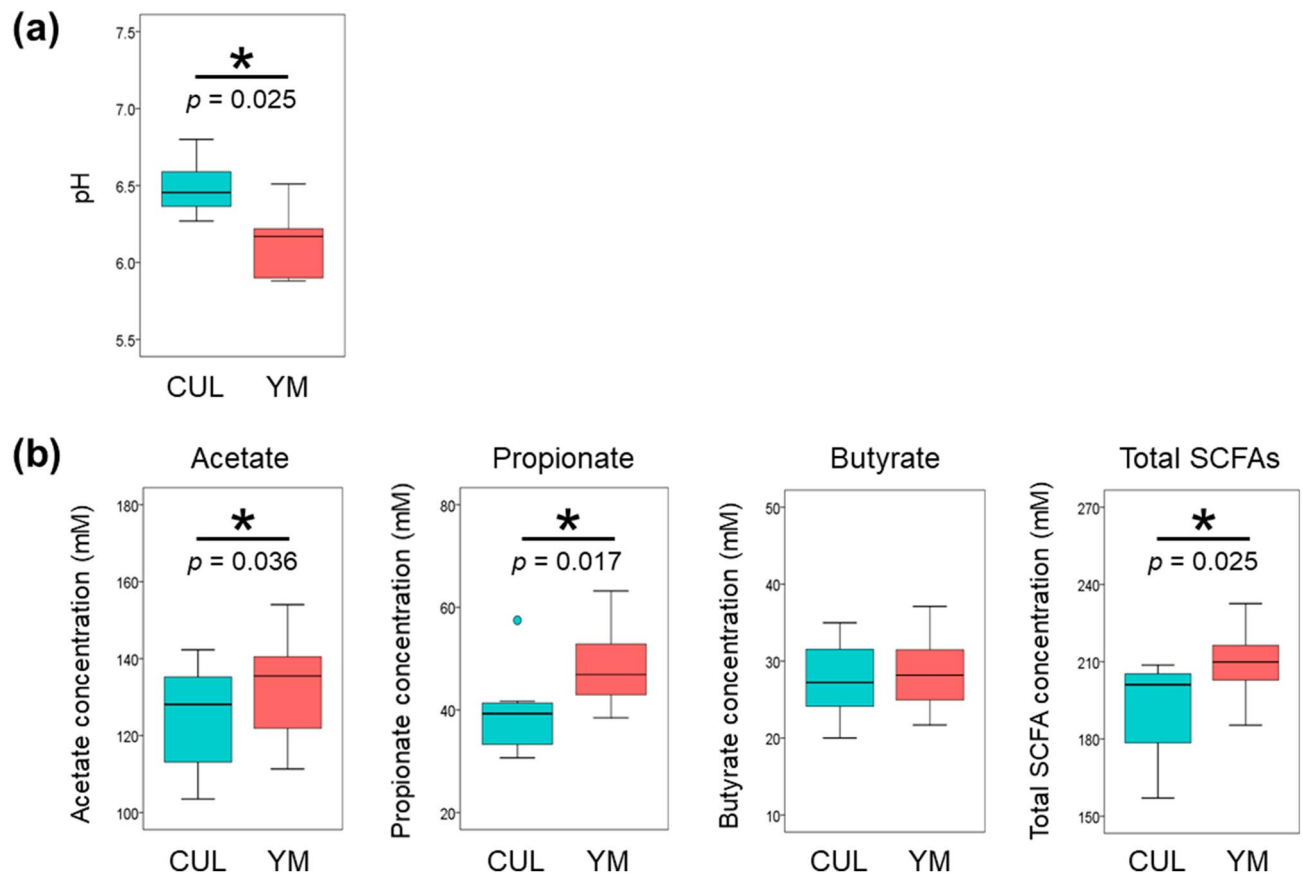 (a)
7.5
7.0
6.5
6.0
5.5
pH
*
p = 0.025
CUL YM
(b)
Acetate
180
160
140
120
100
Acetate concentration (mM)
*
p = 0.036
CUL YM
Propionate
80
60
40
20
Propionate concentration (mM)
*
p = 0.017
CUL YM
Butyrate
50
40
30
20
10
Butyrate concentration (mM)
CUL YM
Total SCFAs
270
240
210
180
150
Total SCFA concentration (mM)
*
p = 0.025
CUL YM